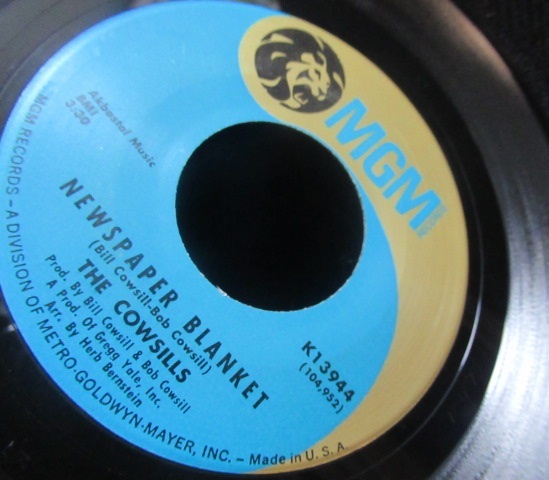 MGM
Akbestal Music
BMI
3:30
NEWSPAPER BLANKET
(Bill Cowsill-Bob Cowsill)
THE COWSILLS
Prod. By Bill Cowsill & Bob Cowsill
A Prod. Of Gregg Yale, Inc.
Arr. By Herb Bernstein
K13944
(104,952)
MGM RECORDS – A DIVISION OF METRO-GOLDWYN-MAYER, INC. – Made in U. S. A.